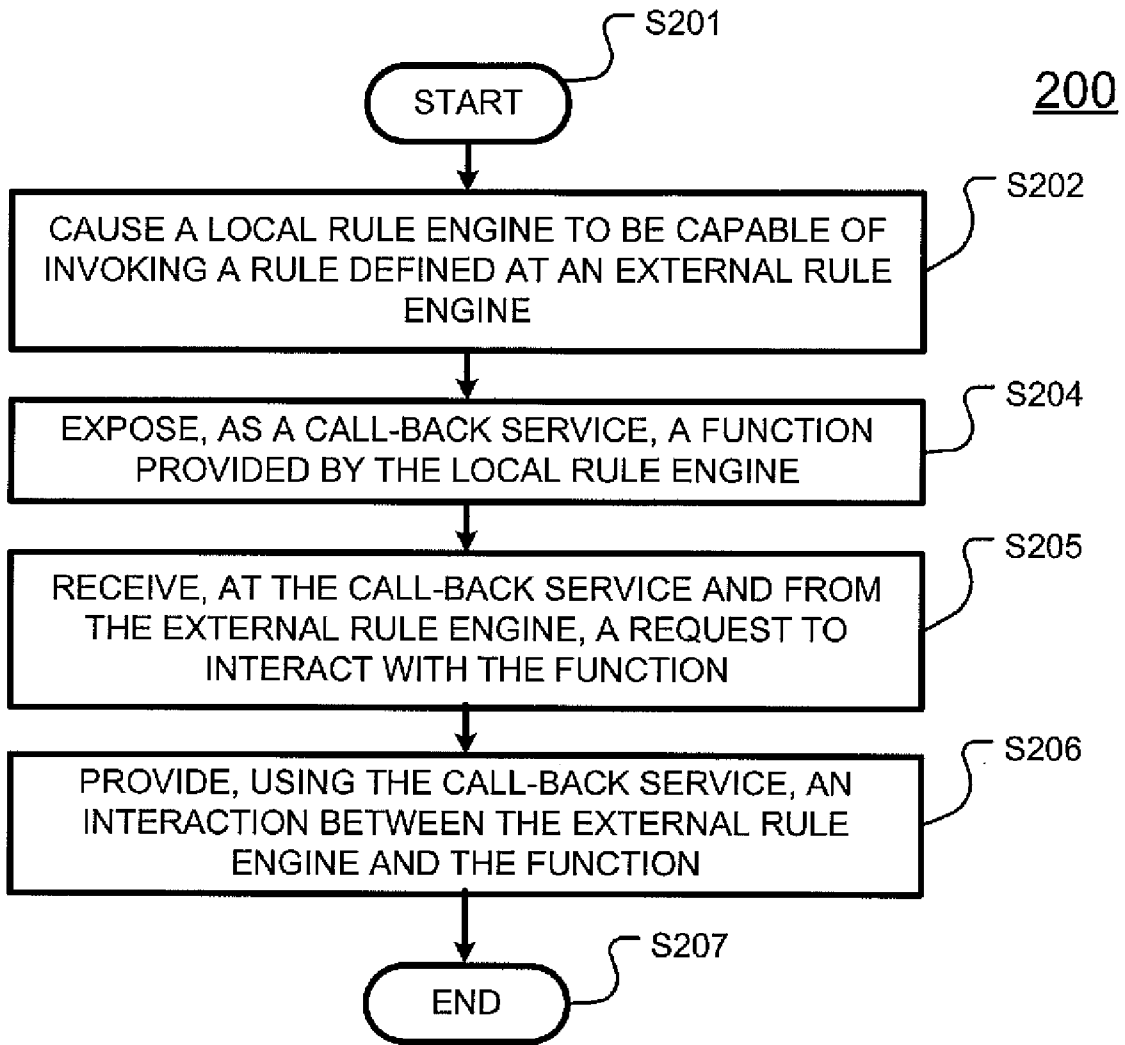 S201
START
200
S202
CAUSE A LOCAL RULE ENGINE TO BE CAPABLE OF
INVOKING A RULE DEFINED AT AN EXTERNAL RULE
ENGINE
S204
EXPOSE, AS A CALL-BACK SERVICE, A FUNCTION
PROVIDED BY THE LOCAL RULE ENGINE
S205
RECEIVE, AT THE CALL-BACK SERVICE AND FROM
THE EXTERNAL RULE ENGINE, A REQUEST TO
INTERACT WITH THE FUNCTION
S206
PROVIDE, USING THE CALL-BACK SERVICE, AN
INTERACTION BETWEEN THE EXTERNAL RULE
ENGINE AND THE FUNCTION
S207
END